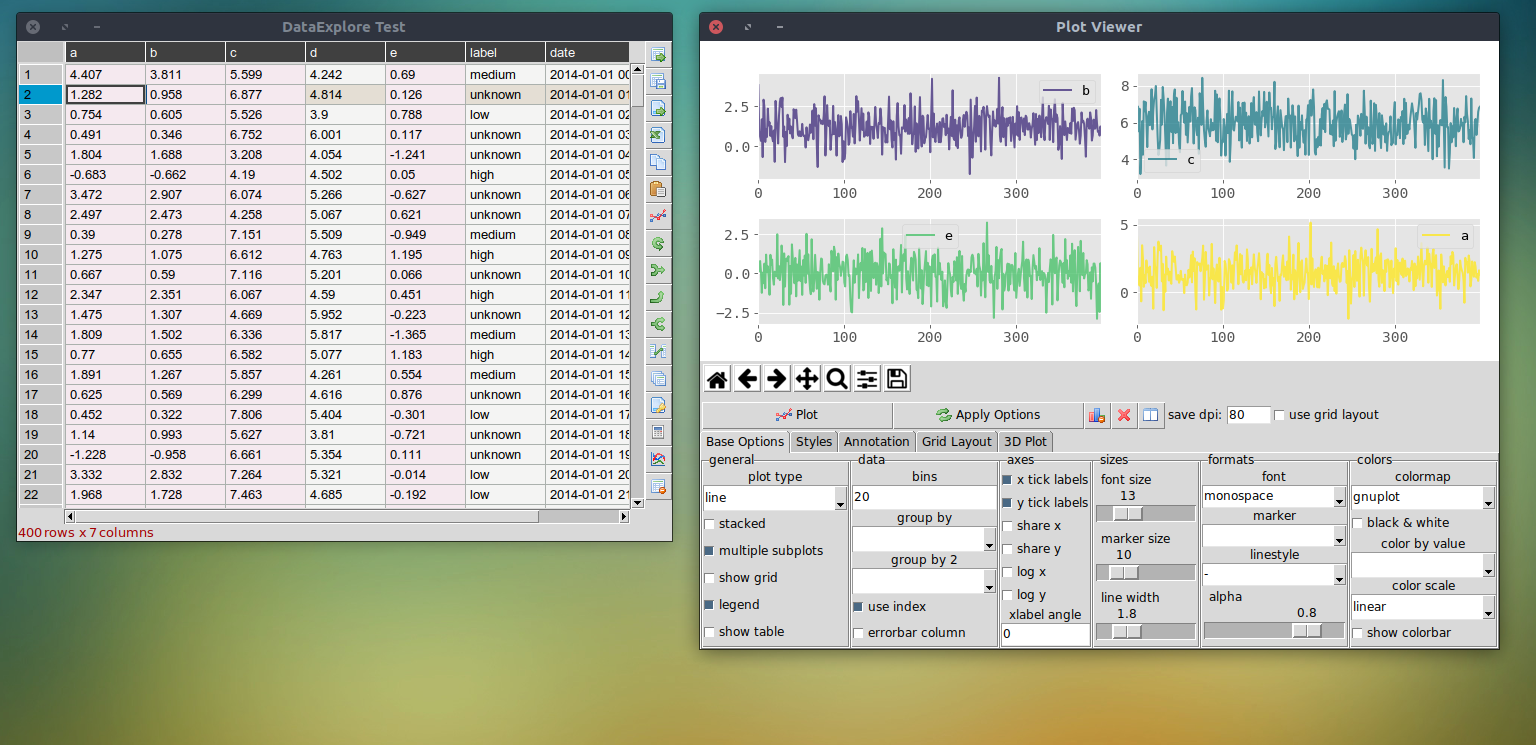 DataExplore Test
a b c d e label date
1 4.407 3.811 5.599 4.242 0.69 medium 2014-01-01 00
2 1.282 0.958 6.877 4.814 0.126 unknown 2014-01-01 01
3 0.754 0.605 5.526 3.9 0.788 low 2014-01-01 02
4 0.491 0.346 6.752 6.001 0.117 unknown 2014-01-01 03
5 1.804 1.688 3.208 4.054 -1.241 unknown 2014-01-01 04
6 -0.683 -0.662 4.19 4.502 0.05 high 2014-01-01 05
7 3.472 2.907 6.074 5.266 -0.627 unknown 2014-01-01 06
8 2.497 2.473 4.258 5.067 0.621 unknown 2014-01-01 07
9 0.39 0.278 7.151 5.509 -0.949 medium 2014-01-01 08
10 1.275 1.075 6.612 4.763 1.195 high 2014-01-01 09
11 0.667 0.59 7.116 5.201 0.066 unknown 2014-01-01 10
12 2.347 2.351 6.067 4.59 0.451 high 2014-01-01 11
13 1.475 1.307 4.669 5.952 -0.223 unknown 2014-01-01 12
14 1.809 1.502 6.336 5.817 -1.365 medium 2014-01-01 13
15 0.77 0.655 6.582 5.077 1.183 high 2014-01-01 14
16 1.891 1.267 5.857 4.261 0.554 medium 2014-01-01 15
17 0.625 0.569 6.299 4.616 0.876 unknown 2014-01-01 16
18 0.452 0.322 7.806 5.404 -0.301 low 2014-01-01 17
19 1.14 0.993 5.627 3.81 -0.721 unknown 2014-01-01 18
20 -1.228 -0.958 6.661 5.354 0.111 unknown 2014-01-01 19
21 3.332 2.832 7.264 5.321 -0.014 low 2014-01-01 20
22 1.968 1.728 7.463 4.685 -0.192 low 2014-01-01 21
400 rows x 7 columns
Plot Viewer
b
2.5
0.0
0 100 200 300
8
6
4
c
0 100 200 300
e
2.5
0.0
−2.5
0 100 200 300
5
a
0
0 100 200 300
Plot
Apply Options
save dpi: 80
use grid layout
Base Options Styles Annotation Grid Layout 3D Plot
general
plot type
line
stacked
multiple subplots
show grid
legend
show table
data
bins
20
group by
group by 2
use index
errorbar column
axes
x tick labels
y tick labels
share x
share y
log x
log y
xlabel angle
0
sizes
font size
13
marker size
10
line width
1.8
formats
font
monospace
marker
linestyle
-
alpha
0.8
colors
colormap
gnuplot
black & white
color by value
color scale
linear
show colorbar